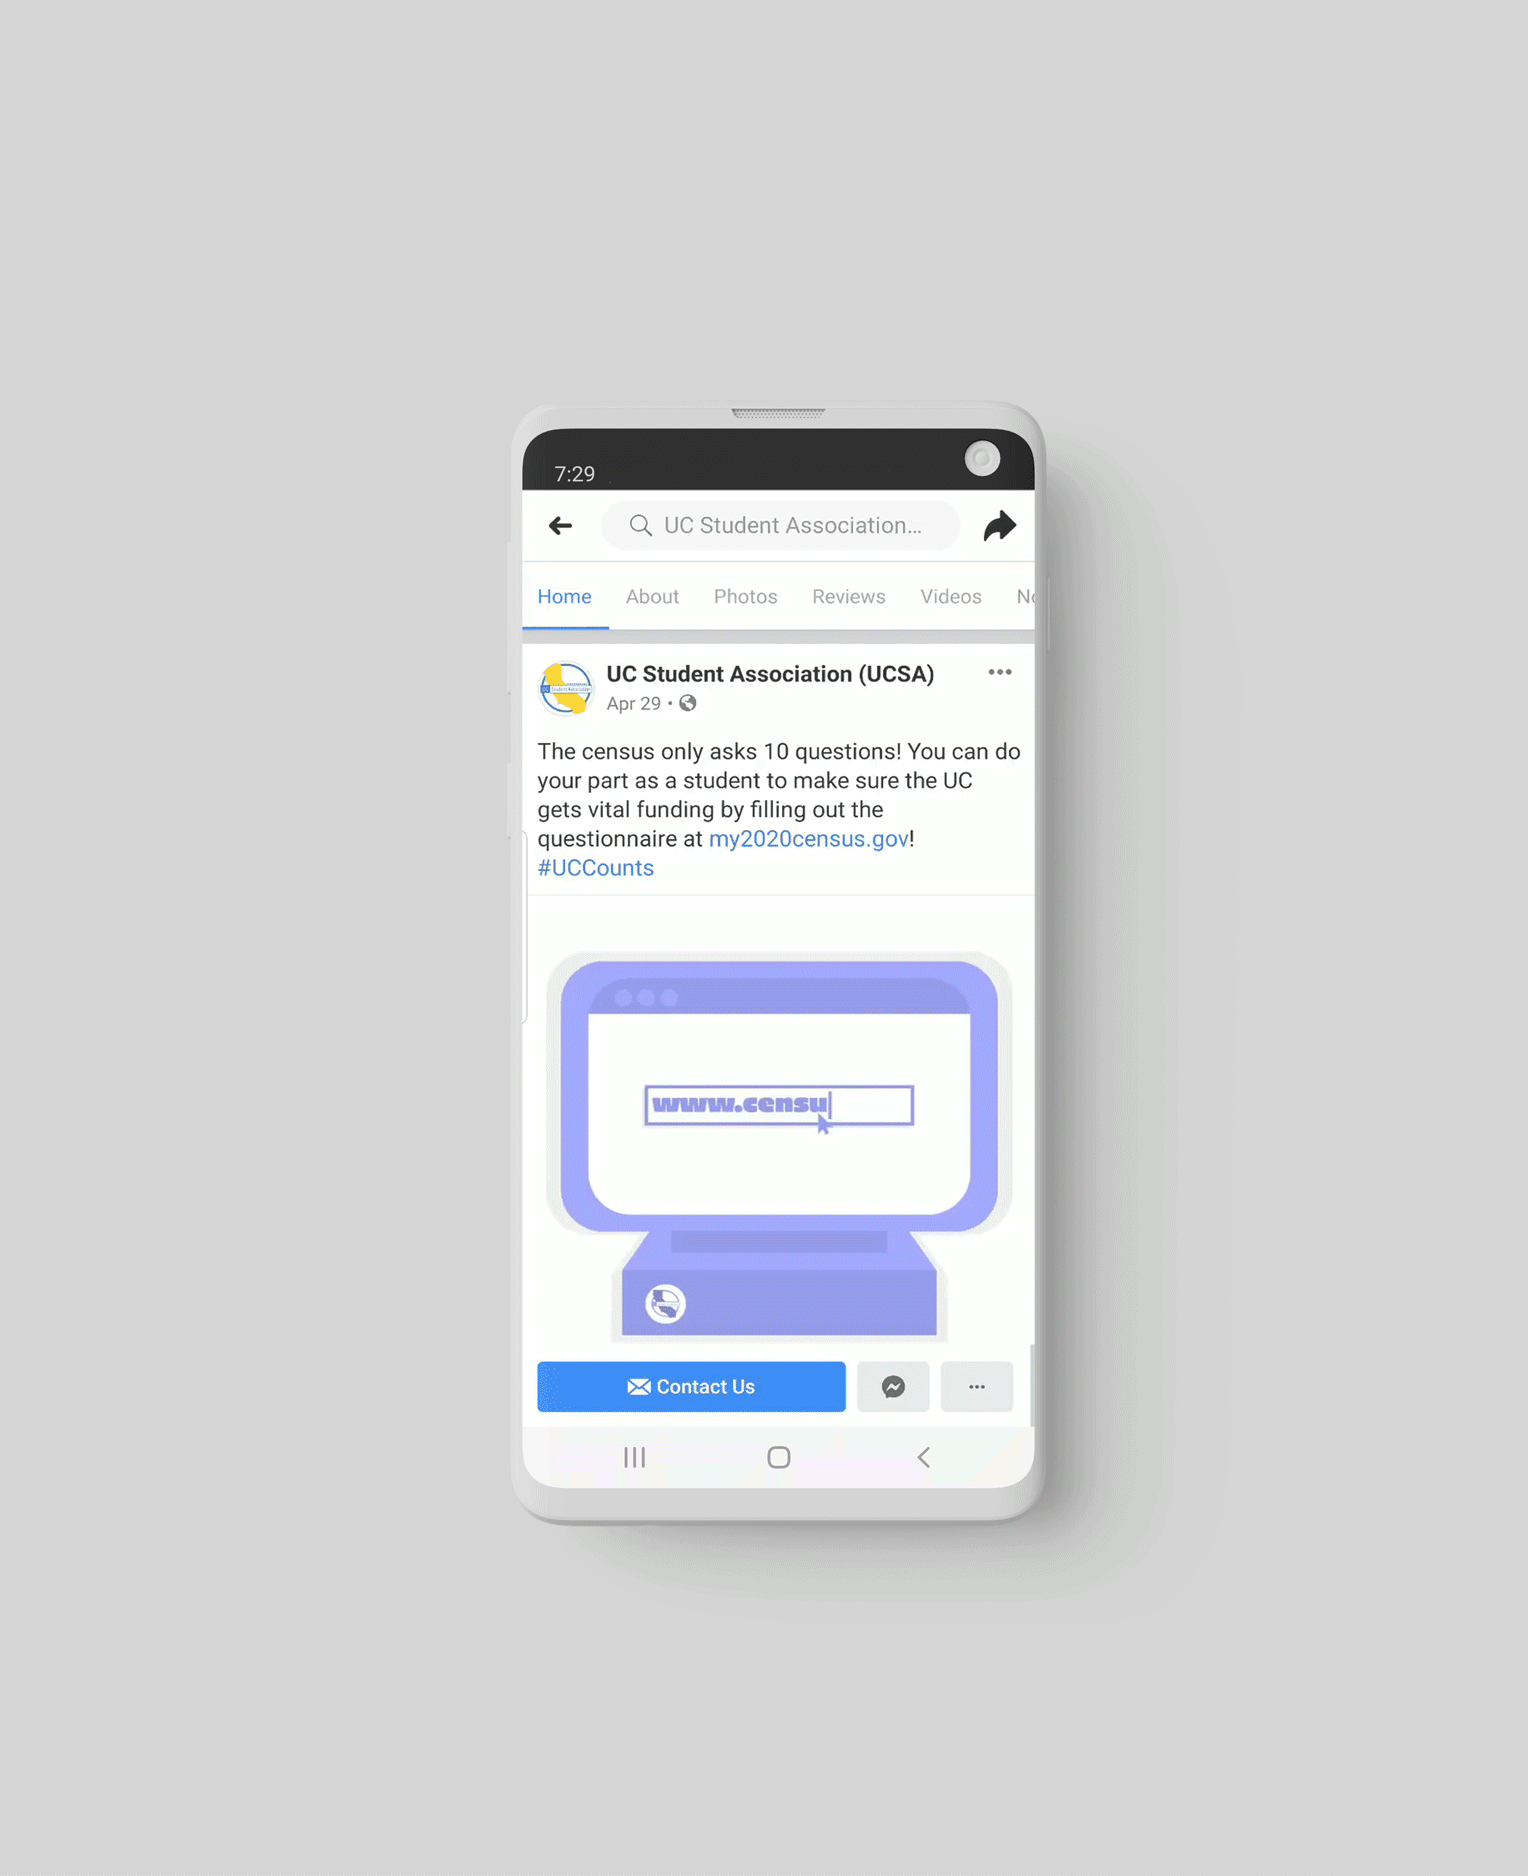 7:29
UC Student Association...
Home About Photos Reviews Videos
UC Student Association (UCSA)
Apr 29 •
The census only asks 10 questions! You can do
your part as a student to make sure the UC
gets vital funding by filling out the
questionnaire at my2020census.gov!
#UCCounts
www.censu
Contact Us